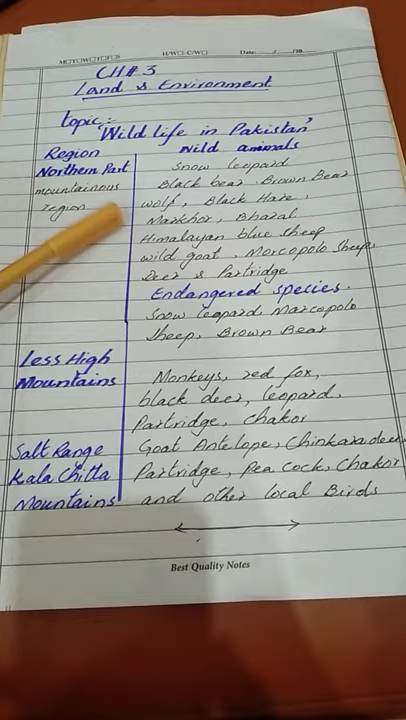 M□T□W□T□F□S H/W□-C/W□ Date: / /20
CH# 3
Land & Environment
topic:-
"Wild life in Pakistan"
Region Wild animals
Northern Part Snow leopard
mountainous Black bear, Brown Bear
region wolf, Black Hare,
Markhor, Bharal
Himalayan blue sheep
wild goat, Morcopolo Sheep,
Deer & Partridge
Endangered species.
Snow leopard, Marcopolo
Sheep, Brown Bear
Less High
Mountains Monkeys, red fox,
black deer, leopard,
Partridge, chakor
Salt Range Goat Antelope, Chinkara deer
Kala Chitta Partridge, Pea cock, Chakor
Mountains and other local Birds
Best Quality Notes